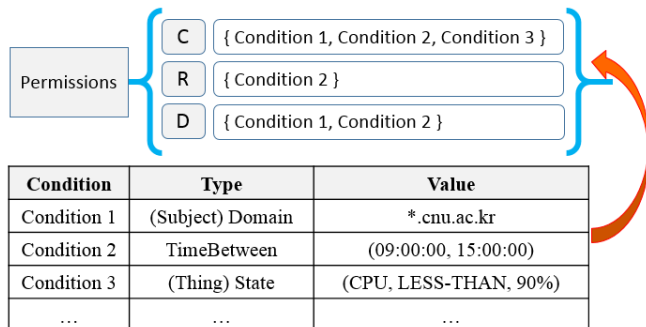 Permissions
C { Condition 1, Condition 2, Condition 3 }
R { Condition 2 }
D { Condition 1, Condition 2 }
Condition Type Value
Condition 1 (Subject) Domain *.cnu.ac.kr
Condition 2 TimeBetween (09:00:00, 15:00:00)
Condition 3 (Thing) State (CPU, LESS-THAN, 90%)
... ... ...